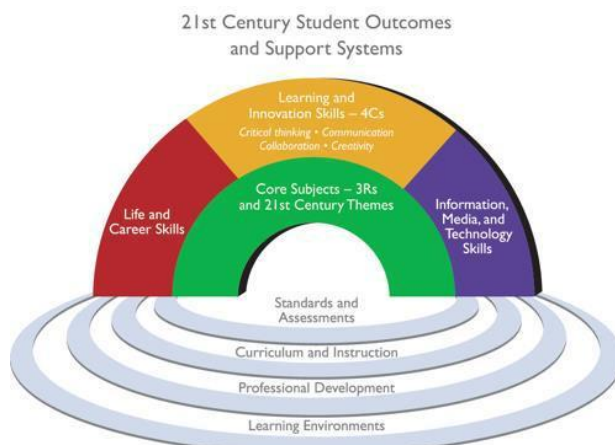 21st Century Student Outcomes
and Support Systems
Learning and
Innovation Skills – 4Cs
Critical thinking • Communication
Collaboration • Creativity
Core Subjects – 3Rs
and 21st Century Themes
Life and
Career Skills
Information,
Media, and
Technology
Skills
Standards and
Assessments
Curriculum and Instruction
Professional Development
Learning Environments